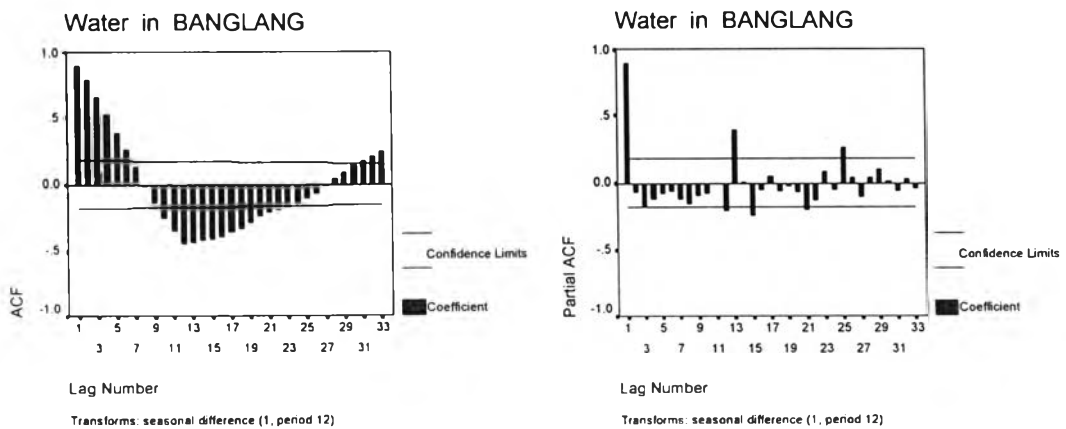 Water in BANGLANG
1.0
.5
0.0
-.5
-1.0
ACF
1 5 9 13 17 21 25 29 33
3 7 11 15 19 23 27 31
Lag Number
Transforms: seasonal difference (1, period 12)
Confidence Limits
Coefficient
Water in BANGLANG
1.0
.5
0.0
-.5
-1.0
Partial ACF
1 5 9 13 17 21 25 29 33
3 7 11 15 19 23 27 31
Lag Number
Transforms: seasonal difference (1, period 12)
Confidence Limits
Coefficient